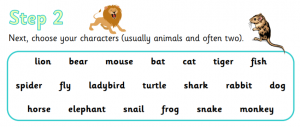 Step 2
Next, choose your characters (usually animals and often two).
lion bear mouse bat cat tiger fish
spider fly ladybird turtle shark rabbit dog
horse elephant snail frog snake monkey